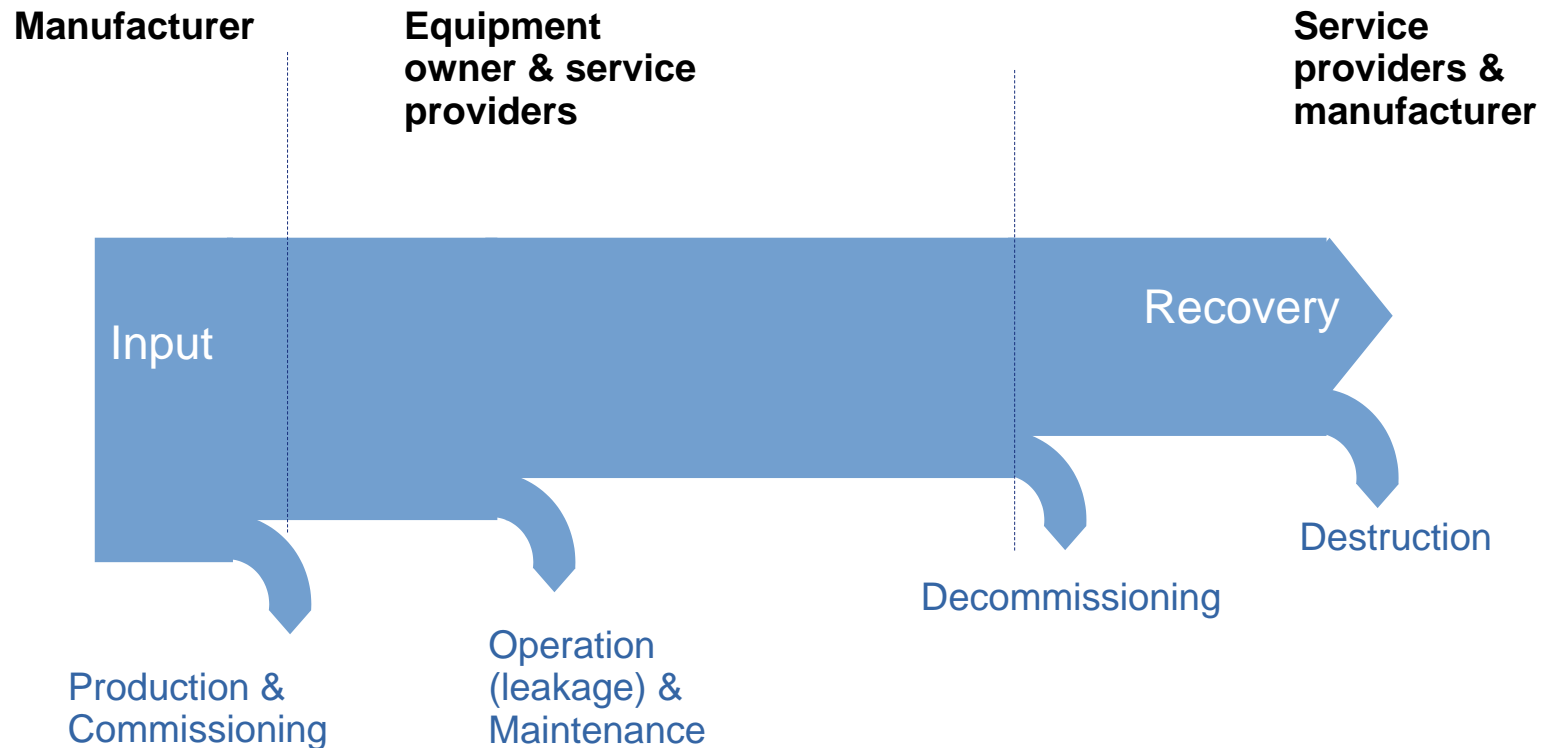 Manufacturer
Equipment
owner & service
providers
Service
providers &
manufacturer
Input
Recovery
Production &
Commissioning
Operation
(leakage) &
Maintenance
Decommissioning
Destruction